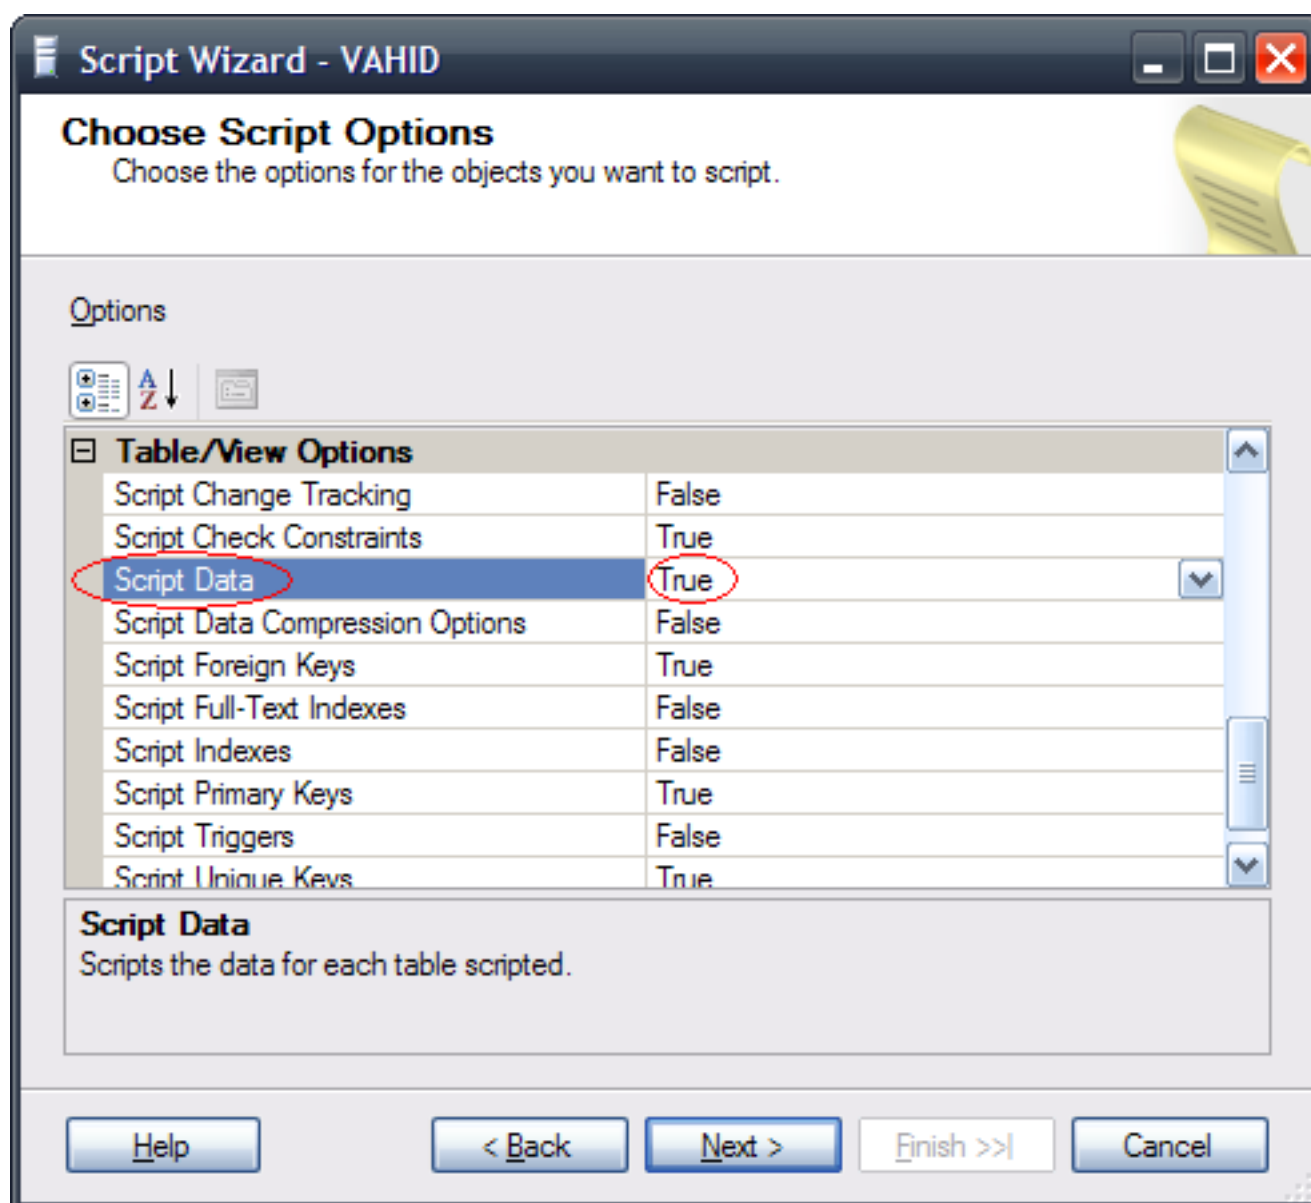 Script Wizard - VAHID
Choose Script Options
Choose the options for the objects you want to script.
Options
A
Z
Table/View Options
Script Change Tracking False
Script Check Constraints True
Script Data True
Script Data Compression Options False
Script Foreign Keys True
Script Full-Text Indexes False
Script Indexes False
Script Primary Keys True
Script Triggers False
Script Unique Keys True
Script Data
Scripts the data for each table scripted.
Help < Back Next > Finish >>| Cancel